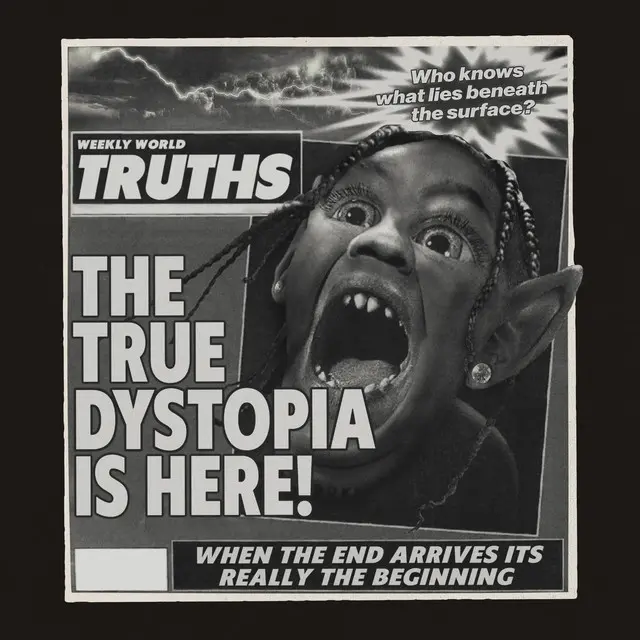 Who knows
what lies beneath
the surface?
WEEKLY WORLD
TRUTHS
THE
TRUE
DYSTOPIA
IS HERE!
WHEN THE END ARRIVES ITS
REALLY THE BEGINNING